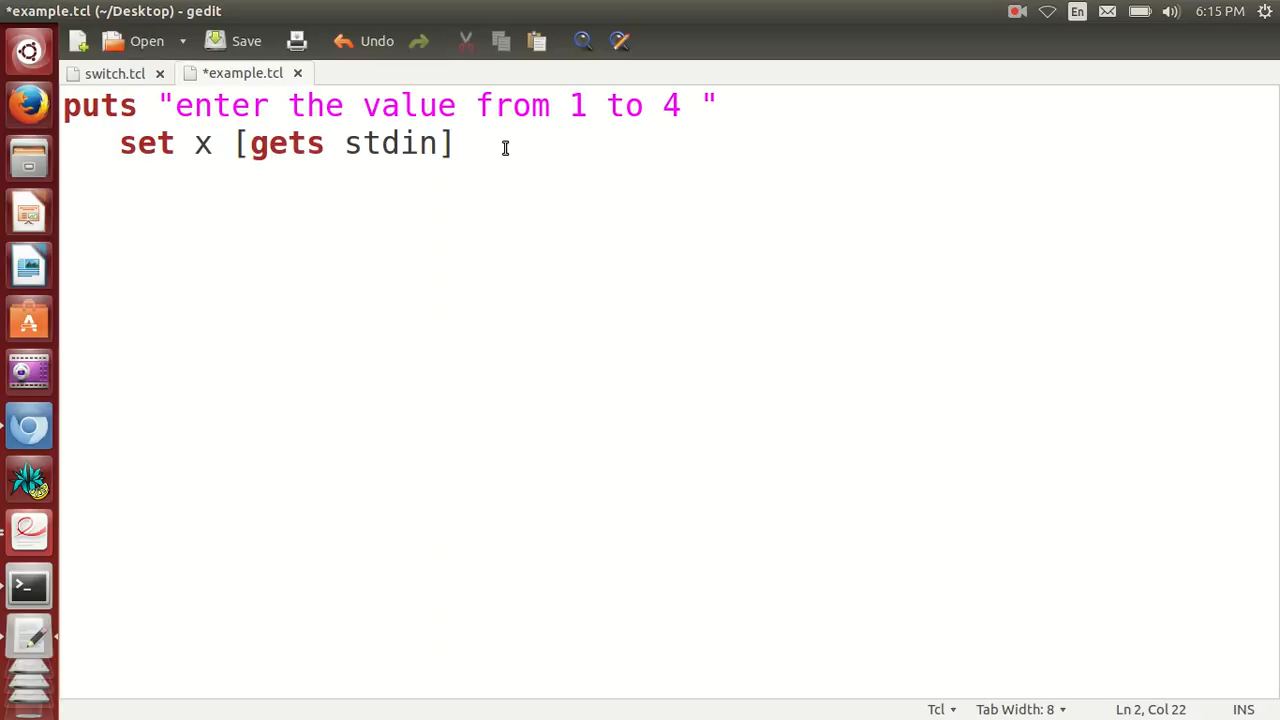 *example.tcl (~/Desktop) - gedit
En
6:15 PM
Open
Save
Undo
switch.tcl
*example.tcl
puts "enter the value from 1 to 4 "
set x [gets stdin]
Tcl
Tab Width: 8
Ln 2, Col 22
INS